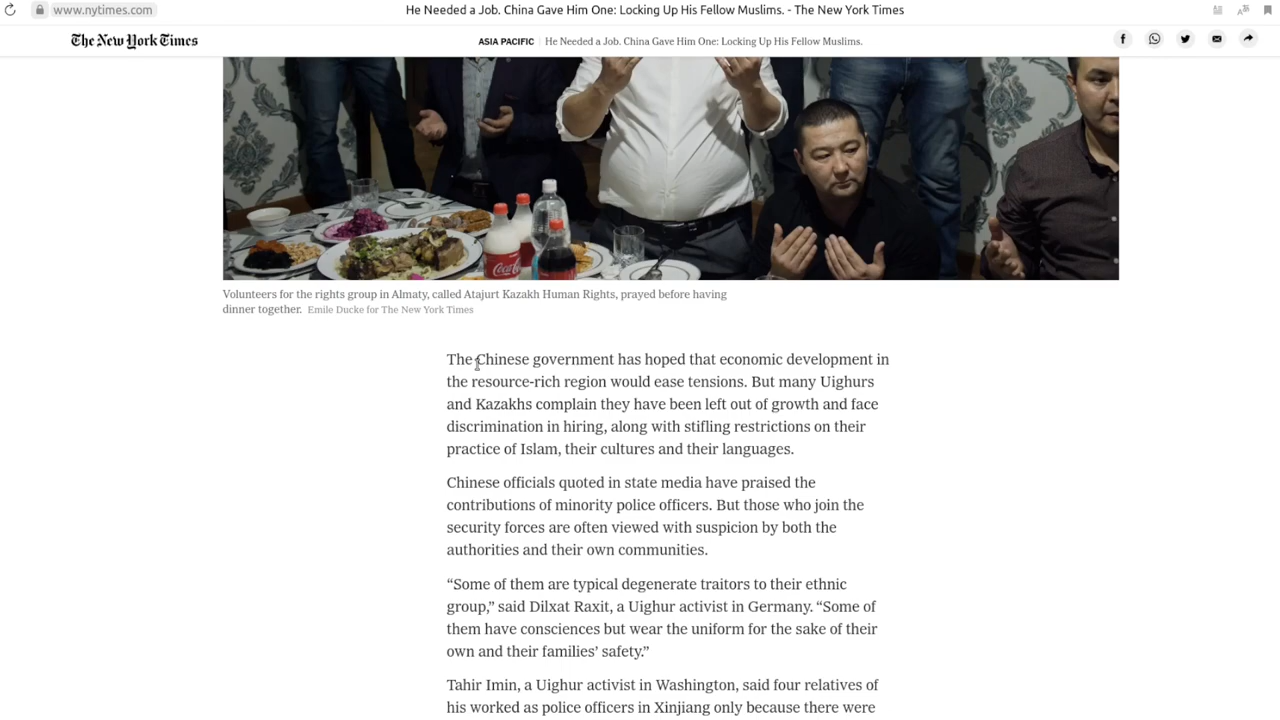 www.nytimes.com
He Needed a Job. China Gave Him One: Locking Up His Fellow Muslims. - The New York Times
The New York Times
ASIA PACIFIC | He Needed a Job. China Gave Him One: Locking Up His Fellow Muslims.
Coca-Cola
Volunteers for the rights group in Almaty, called Atajurt Kazakh Human Rights, prayed before having
dinner together. Emile Ducke for The New York Times
The Chinese government has hoped that economic development in
the resource-rich region would ease tensions. But many Uighurs
and Kazakhs complain they have been left out of growth and face
discrimination in hiring, along with stifling restrictions on their
practice of Islam, their cultures and their languages.
Chinese officials quoted in state media have praised the
contributions of minority police officers. But those who join the
security forces are often viewed with suspicion by both the
authorities and their own communities.
“Some of them are typical degenerate traitors to their ethnic
group,” said Dilxat Raxit, a Uighur activist in Germany. “Some of
them have consciences but wear the uniform for the sake of their
own and their families’ safety.”
Tahir Imin, a Uighur activist in Washington, said four relatives of
his worked as police officers in Xinjiang only because there were